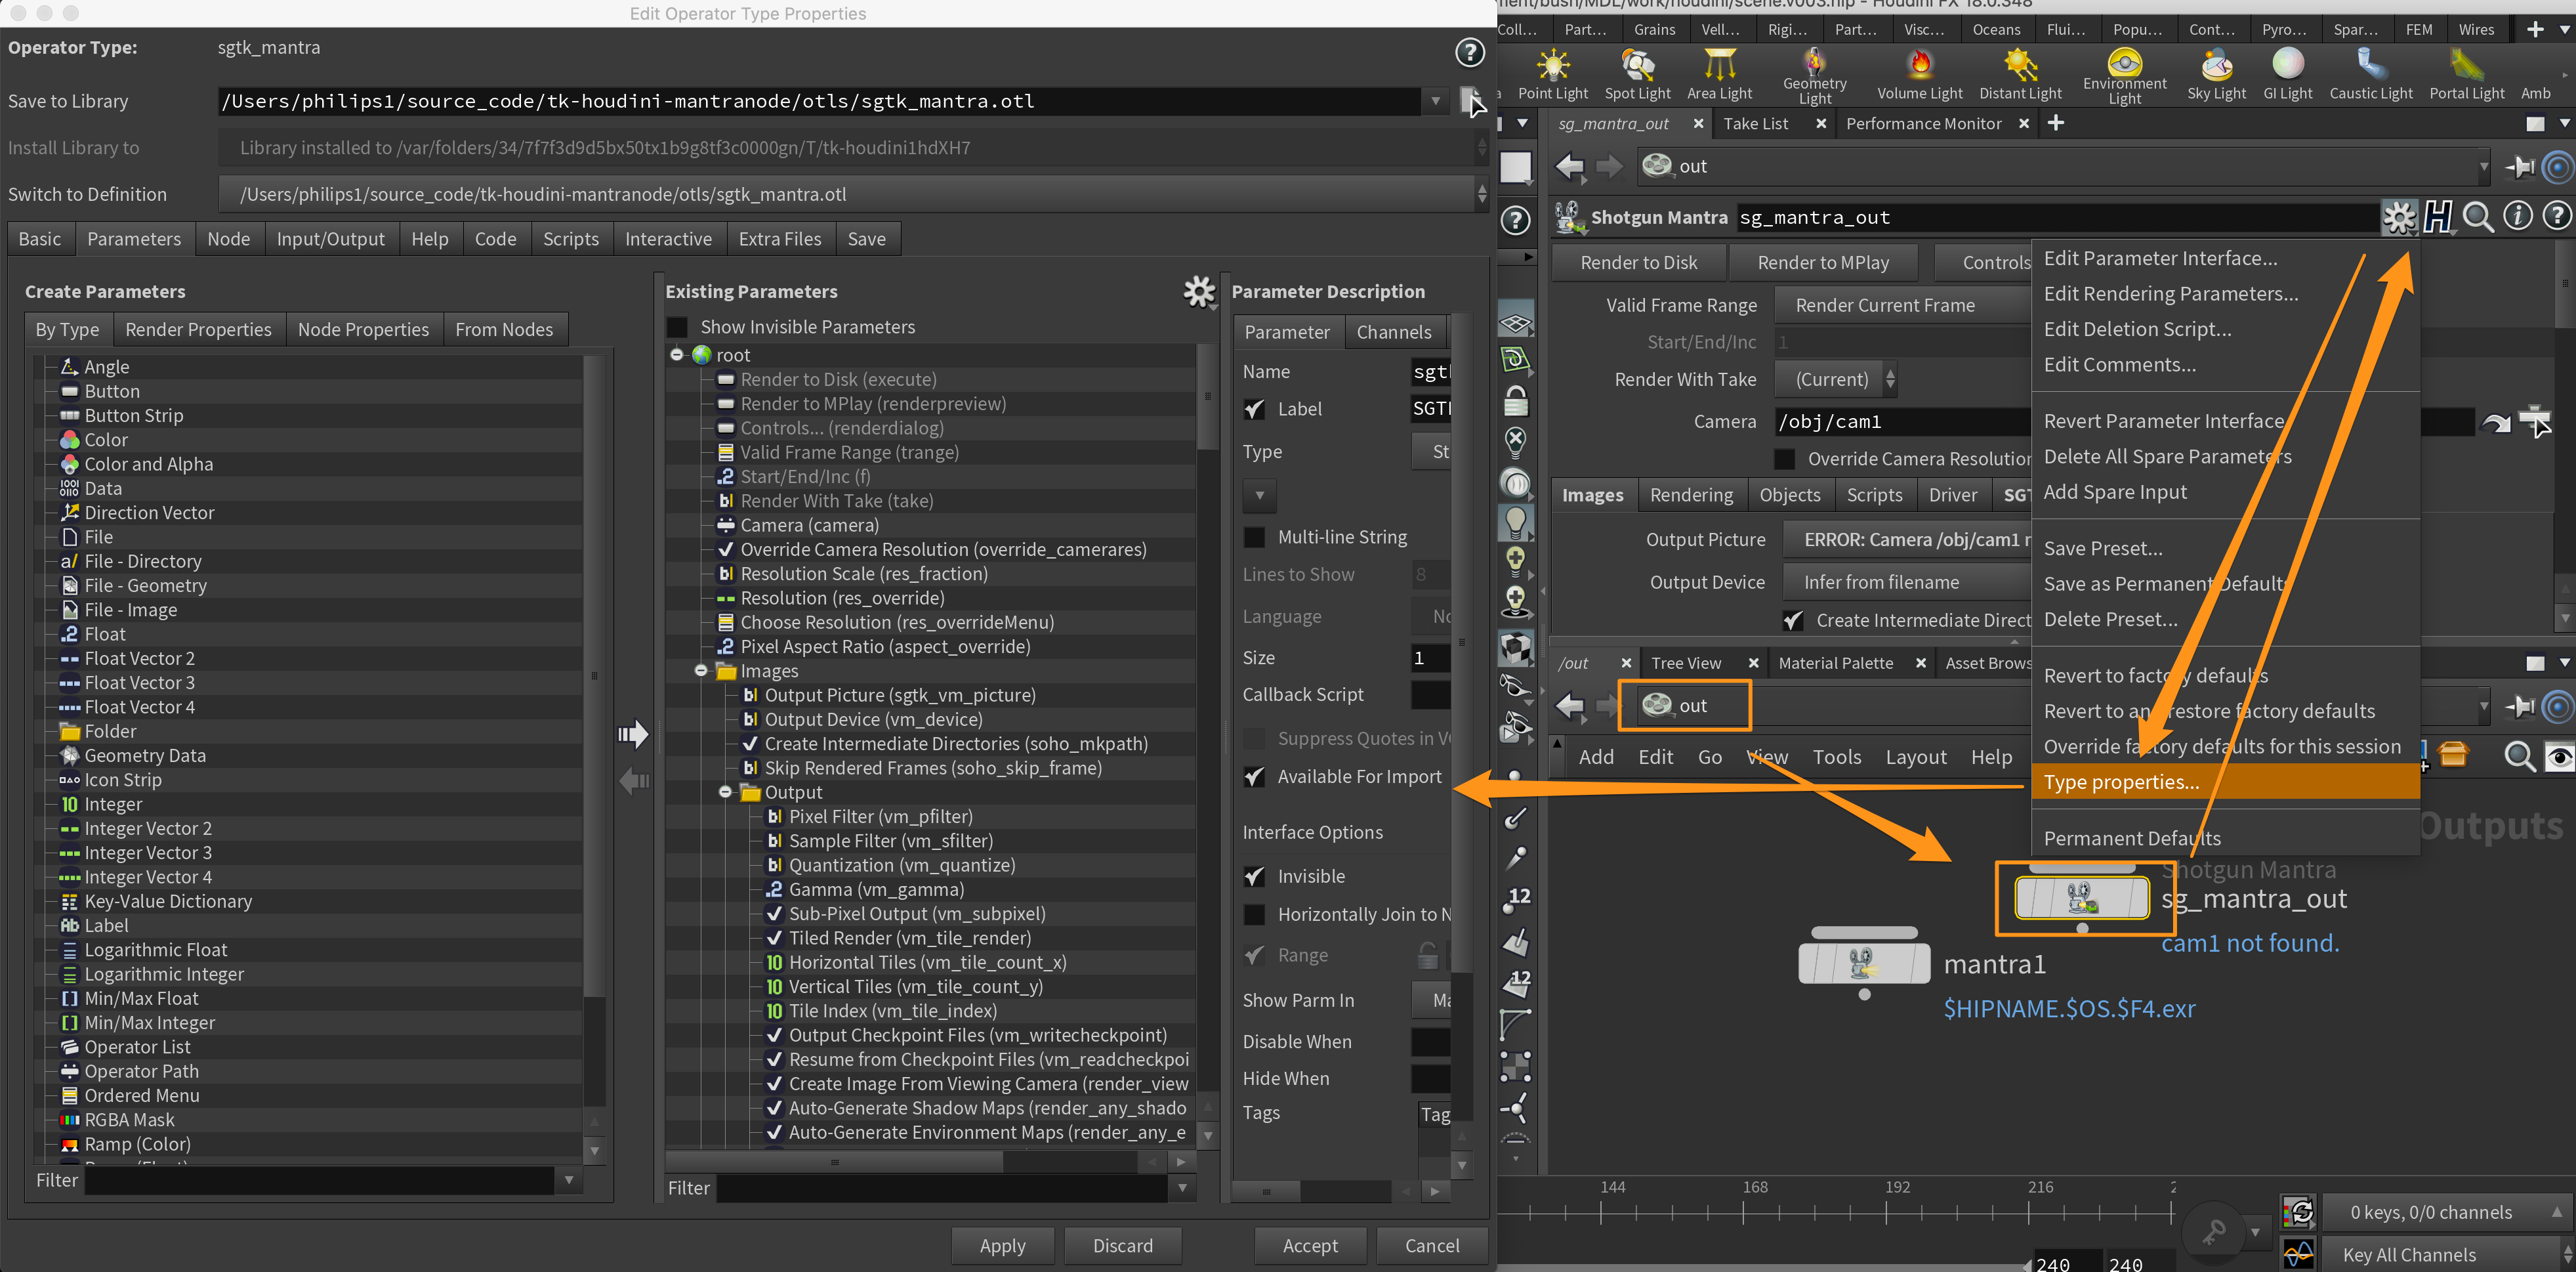 Edit Operator Type Properties
Operator Type: sgtk_mantra
Save to Library /Users/philips1/source_code/tk-houdini-mantranode/otls/sgtk_mantra.otl
Install Library to Library installed to /var/folders/34/7f7f3d9d5bx50tx1b9g8tf3c0000gn/T/tk-houdini1hdXH7
Switch to Definition /Users/philips1/source_code/tk-houdini-mantranode/otls/sgtk_mantra.otl
Basic Parameters Node Input/Output Help Code Scripts Interactive Extra Files Save
Create Parameters
By Type Render Properties Node Properties From Nodes
Angle
Button
Button Strip
Color
Color and Alpha
Data
Direction Vector
File
File - Directory
File - Geometry
File - Image
Float
Float Vector 2
Float Vector 3
Float Vector 4
Folder
Geometry Data
Icon Strip
Integer
Integer Vector 2
Integer Vector 3
Integer Vector 4
Key-Value Dictionary
Label
Logarithmic Float
Logarithmic Integer
Min/Max Float
Min/Max Integer
Operator List
Operator Path
Ordered Menu
RGBA Mask
Ramp (Color)
Filter
Existing Parameters
Show Invisible Parameters
root
Render to Disk (execute)
Render to MPlay (renderpreview)
Controls... (renderdialog)
Valid Frame Range (trange)
Start/End/Inc (f)
Render With Take (take)
Camera (camera)
Override Camera Resolution (override_camerares)
Resolution Scale (res_fraction)
Resolution (res_override)
Choose Resolution (res_overrideMenu)
Pixel Aspect Ratio (aspect_override)
Images
Output Picture (sgtk_vm_picture)
Output Device (vm_device)
Create Intermediate Directories (soho_mkpath)
Skip Rendered Frames (soho_skip_frame)
Output
Pixel Filter (vm_pfilter)
Sample Filter (vm_sfilter)
Quantization (vm_quantize)
Gamma (vm_gamma)
Sub-Pixel Output (vm_subpixel)
Tiled Render (vm_tile_render)
Horizontal Tiles (vm_tile_count_x)
Vertical Tiles (vm_tile_count_y)
Tile Index (vm_tile_index)
Output Checkpoint Files (vm_writecheckpoint)
Resume from Checkpoint Files (vm_readcheckpoi
Create Image From Viewing Camera (render_view
Auto-Generate Shadow Maps (render_any_shado
Auto-Generate Environment Maps (render_any_e
Filter
Parameter Description
Parameter Channels
Name sgtl
Label SGTI
Type St
Multi-line String
Lines to Show 8
Language No
Size 1
Callback Script
Suppress Quotes in V
Available For Import
Interface Options
Invisible
Horizontally Join to N
Range
Show Parm In Ma
Disable When
Hide When
Tags Tag
Apply Discard Accept Cancel
ment/bush/MDL/work/houdini/scene.v003.hip - Houdini FX 18.0.348
Coll... Part... Grains Vell... Rigi... Part... Visc... Oceans Flui... Popu... Cont... Pyro... Spar... FEM Wires
Point Light Spot Light Area Light Geometry Light Volume Light Distant Light Environment Light Sky Light GI Light Caustic Light Portal Light Amb
sg_mantra_out Take List Performance Monitor
out
Shotgun Mantra sg_mantra_out
Render to Disk Render to MPlay Controls
Valid Frame Range Render Current Frame
Start/End/Inc 1
Render With Take (Current)
Camera /obj/cam1
Override Camera Resolution
Images Rendering Objects Scripts Driver SGT
Output Picture ERROR: Camera /obj/cam1 r
Output Device Infer from filename
Create Intermediate Direct
Edit Parameter Interface...
Edit Rendering Parameters...
Edit Deletion Script...
Edit Comments...
Revert Parameter Interface
Delete All Spare Parameters
Add Spare Input
Save Preset...
Save as Permanent Defaults
Delete Preset...
Revert to factory defaults
Revert to and restore factory defaults
Override factory defaults for this session
Type properties...
Permanent Defaults
/out Tree View Material Palette Asset Brows
out
Add Edit Go View Tools Layout Help
Outputs
Shotgun Mantra
sg_mantra_out
cam1 not found.
mantra1
$HIPNAME.$OS.$F4.exr
12
12
144 168 192 216
240 240
0 keys, 0/0 channels
Key All Channels